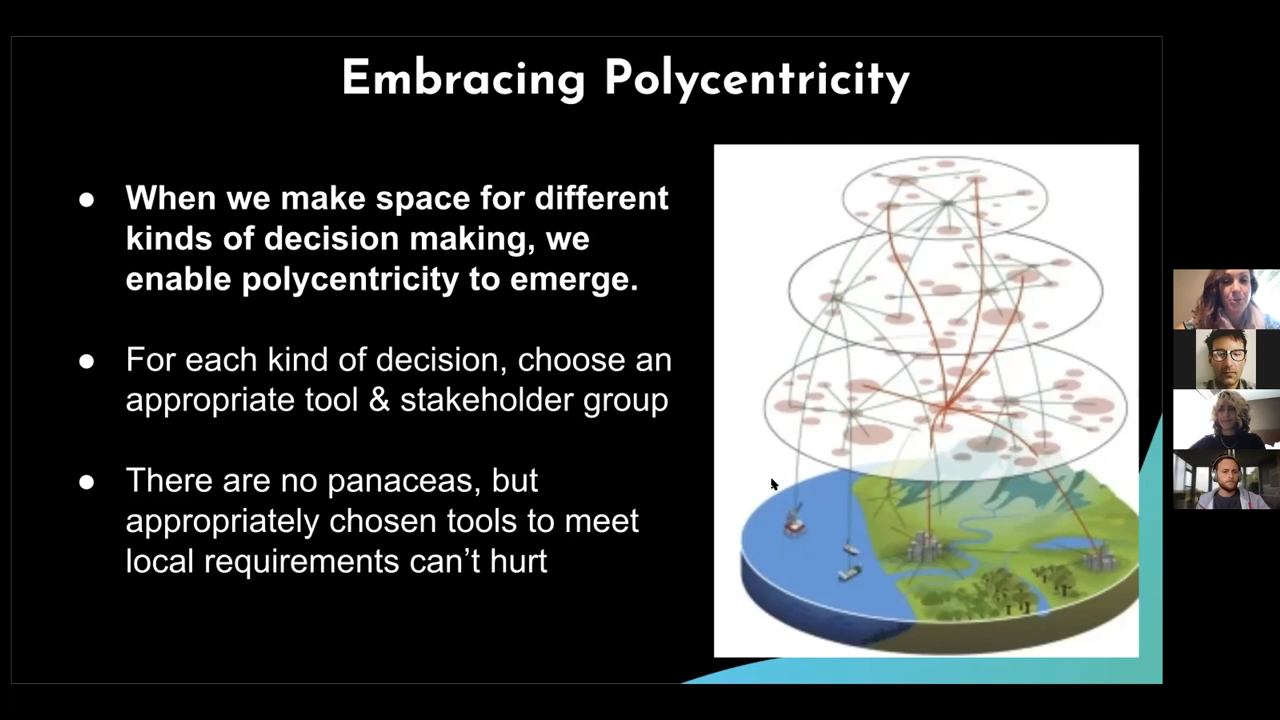 Embracing Polycentricity
● When we make space for different
kinds of decision making, we
enable polycentricity to emerge.
● For each kind of decision, choose an
appropriate tool & stakeholder group
● There are no panaceas, but
appropriately chosen tools to meet
local requirements can’t hurt